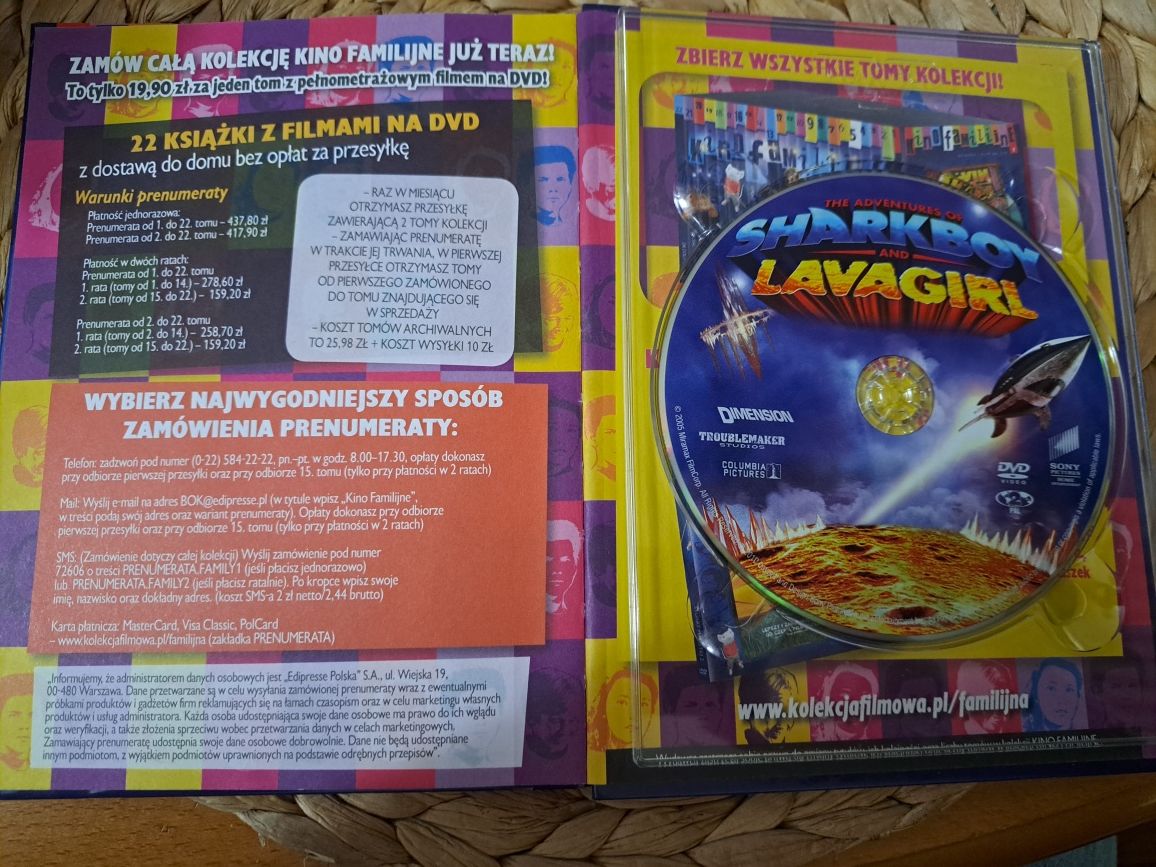 ZAMÓW CAŁĄ KOLEKCJĘ KINO FAMILIJNE JUŻ TERAZ!
To tylko 19,90 zł za jeden tom z pełnometrażowym filmem na DVD!
22 KSIĄŻKI Z FILMAMI NA DVD
z dostawą do domu bez opłat za przesyłkę
Warunki prenumeraty
Płatność jednorazowa:
Prenumerata od 1. do 22. tomu – 437,80 zł
Prenumerata od 2. do 22. tomu – 417,90 zł
Płatność w dwóch ratach:
Prenumerata od 1. do 22. tomu
1. rata (tomy od 1. do 14.) – 278,60 zł
2. rata (tomy od 15. do 22.) – 159,20 zł
Prenumerata od 2. do 22. tomu
1. rata (tomy od 2. do 14.) – 258,70 zł
2. rata (tomy od 15. do 22.) – 159,20 zł
– RAZ W MIESIĄCU
OTRZYMASZ PRZESYŁKĘ
ZAWIERAJĄCĄ 2 TOMY KOLEKCJI
– ZAMAWIAJĄC PRENUMERATĘ
W TRAKCIE JEJ TRWANIA, W PIERWSZEJ
PRZESYŁCE OTRZYMASZ TOMY
OD PIERWSZEGO ZAMÓWIONEGO
DO TOMU ZNAJDUJĄCEGO SIĘ
W SPRZEDAŻY
– KOSZT TOMÓW ARCHIWALNYCH
TO 25,98 ZŁ + KOSZT WYSYŁKI 10 ZŁ
WYBIERZ NAJWYGODNIEJSZY SPOSÓB
ZAMÓWIENIA PRENUMERATY:
Telefon: zadzwoń pod numer (0-22) 584-22-22, pn.–pt. w godz. 8.00–17.30, opłaty dokonasz
przy odbiorze pierwszej przesyłki oraz przy odbiorze 15. tomu (tylko przy płatności w 2 ratach)
Mail: Wyślij e-mail na adres BOK@edipresse.pl (w tytule wpisz „Kino Familijne",
w treści podaj swój adres oraz wariant prenumeraty). Opłaty dokonasz przy odbiorze
pierwszej przesyłki oraz przy odbiorze 15. tomu (tylko przy płatności w 2 ratach)
SMS: (Zamówienie dotyczy całej kolekcji) Wyślij zamówienie pod numer
72606 o treści PRENUMERATA.FAMILY1 (jeśli płacisz jednorazowo)
lub PRENUMERATA.FAMILY2 (jeśli płacisz ratalnie). Po kropce wpisz swoje
imię, nazwisko oraz dokładny adres. (koszt SMS-a 2 zł netto/2,44 brutto)
Karta płatnicza: MasterCard, Visa Classic, PolCard
– www.kolekcjafilmowa.pl/familijna (zakładka PRENUMERATA)
„Informujemy, że administratorem danych osobowych jest „Edipresse Polska" S.A., ul. Wiejska 19,
00-480 Warszawa. Dane przetwarzane są w celu wysyłania zamówionej prenumeraty wraz z ewentualnymi
próbkami produktów i gadżetów firm reklamujących się na łamach czasopism oraz w celu marketingu własnych
produktów i usług administratora. Każda osoba udostępniająca swoje dane osobowe ma prawo do ich wglądu
oraz weryfikacji, a także złożenia sprzeciwu wobec przetwarzania danych w celach marketingowych.
Zamawiający prenumeratę udostępnia swoje dane osobowe dobrowolnie. Dane nie będą udostępniane
innym podmiotom, z wyjątkiem podmiotów uprawnionych na podstawie odrębnych przepisów".
ZBIERZ WSZYSTKIE TOMY KOLEKCJI!
kino familijne
THE ADVENTURES OF
SHARKBOY
AND
LAVAGIRL
DIMENSION
TROUBLEMAKER
STUDIOS
COLUMBIA
PICTURES
DVD
VIDEO
PAL
SONY
PICTURES
HOME
© 2005 Miramax Film Corp. All
a violation of applicable laws.
www.kolekcjafilmowa.pl/familijna